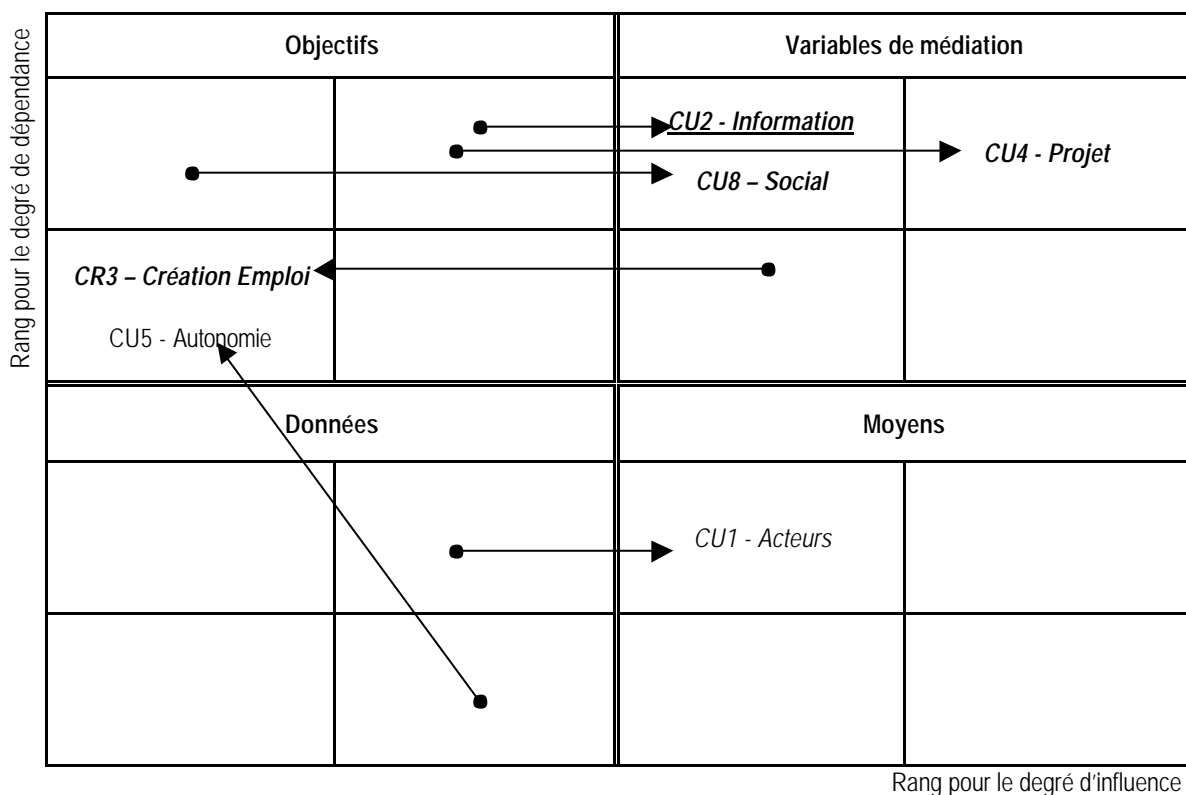 Rang pour le degré de dépendance
Objectifs
Variables de médiation
CU2 - Information
CU4 - Projet
CU8 – Social
CR3 – Création Emploi
CU5 - Autonomie
Données
Moyens
CU1 - Acteurs
Rang pour le degré d'influence